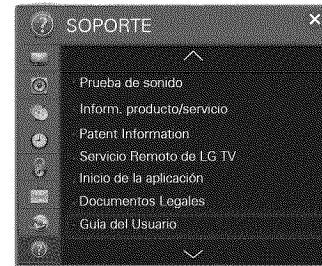 SOPORTE
Prueba de sonido
Inform. producto/servicio
Patent Information
Servicio Remoto de LG TV
Inicio de la aplicación
Documentos Legales
Guía del Usuario